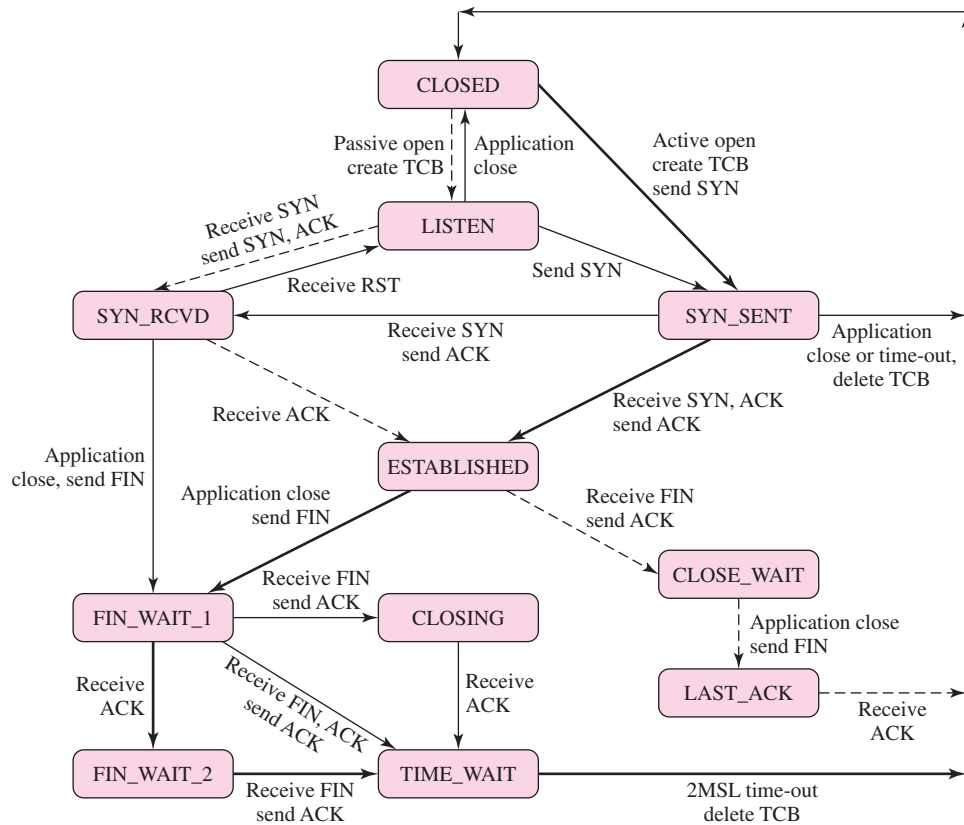 CLOSED
Passive open
create TCB
Application
close
Active open
create TCB
send SYN
LISTEN
Receive SYN
send SYN, ACK
Send SYN
Receive RST
SYN_RCVD
SYN_SENT
Receive SYN
send ACK
Application
close or time-out,
delete TCB
Receive ACK
Receive SYN, ACK
send ACK
ESTABLISHED
Application
close, send FIN
Application close
send FIN
Receive FIN
send ACK
CLOSE_WAIT
Receive FIN
send ACK
FIN_WAIT_1
CLOSING
Application close
send FIN
Receive
ACK
Receive FIN, ACK
send ACK
Receive
ACK
LAST_ACK
Receive
ACK
FIN_WAIT_2
Receive FIN
send ACK
TIME_WAIT
2MSL time-out
delete TCB